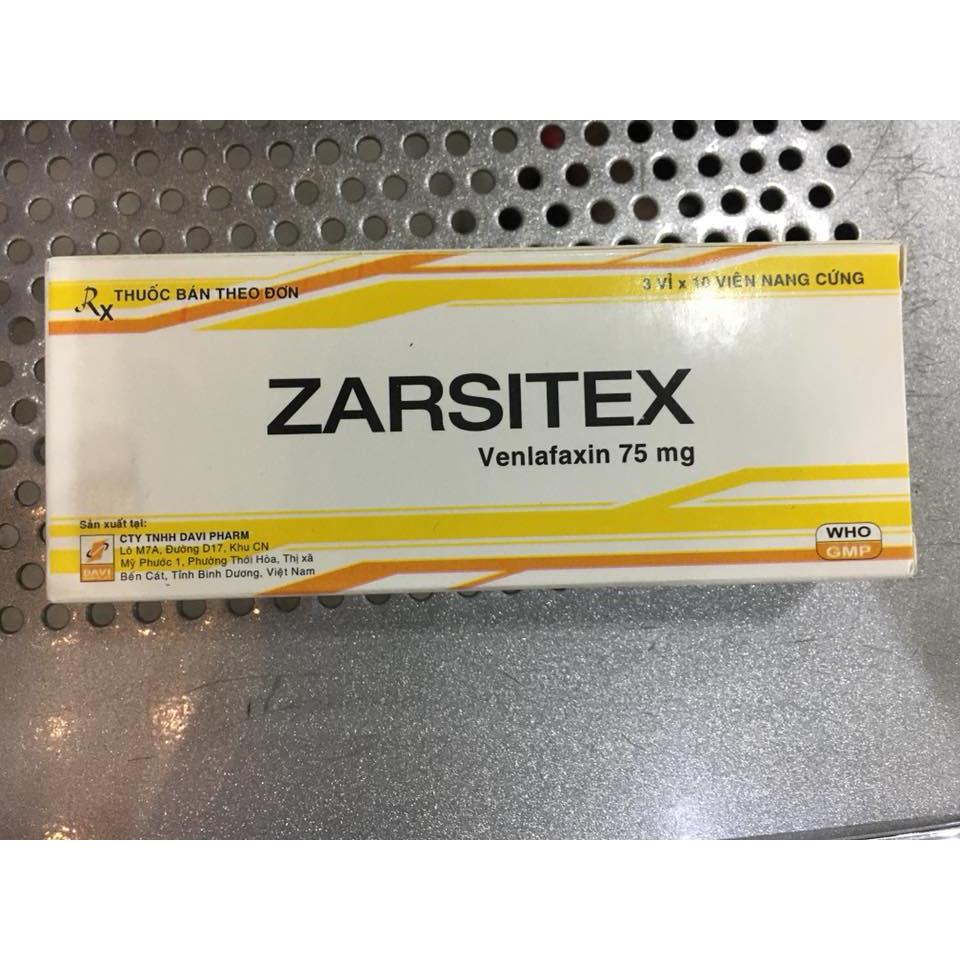 Rx THUỐC BÁN THEO ĐƠN
3 VỈ x 10 VIÊN NANG CỨNG
ZARSITEX
Venlafaxin 75 mg
Sản xuất tại:
CTY TNHH DAVI PHARM
Lô M7A, Đường D17, Khu CN
Mỹ Phước 1, Phường Thới Hòa, Thị xã
Bến Cát, Tỉnh Bình Dương, Việt Nam
DAVI
WHO
GMP